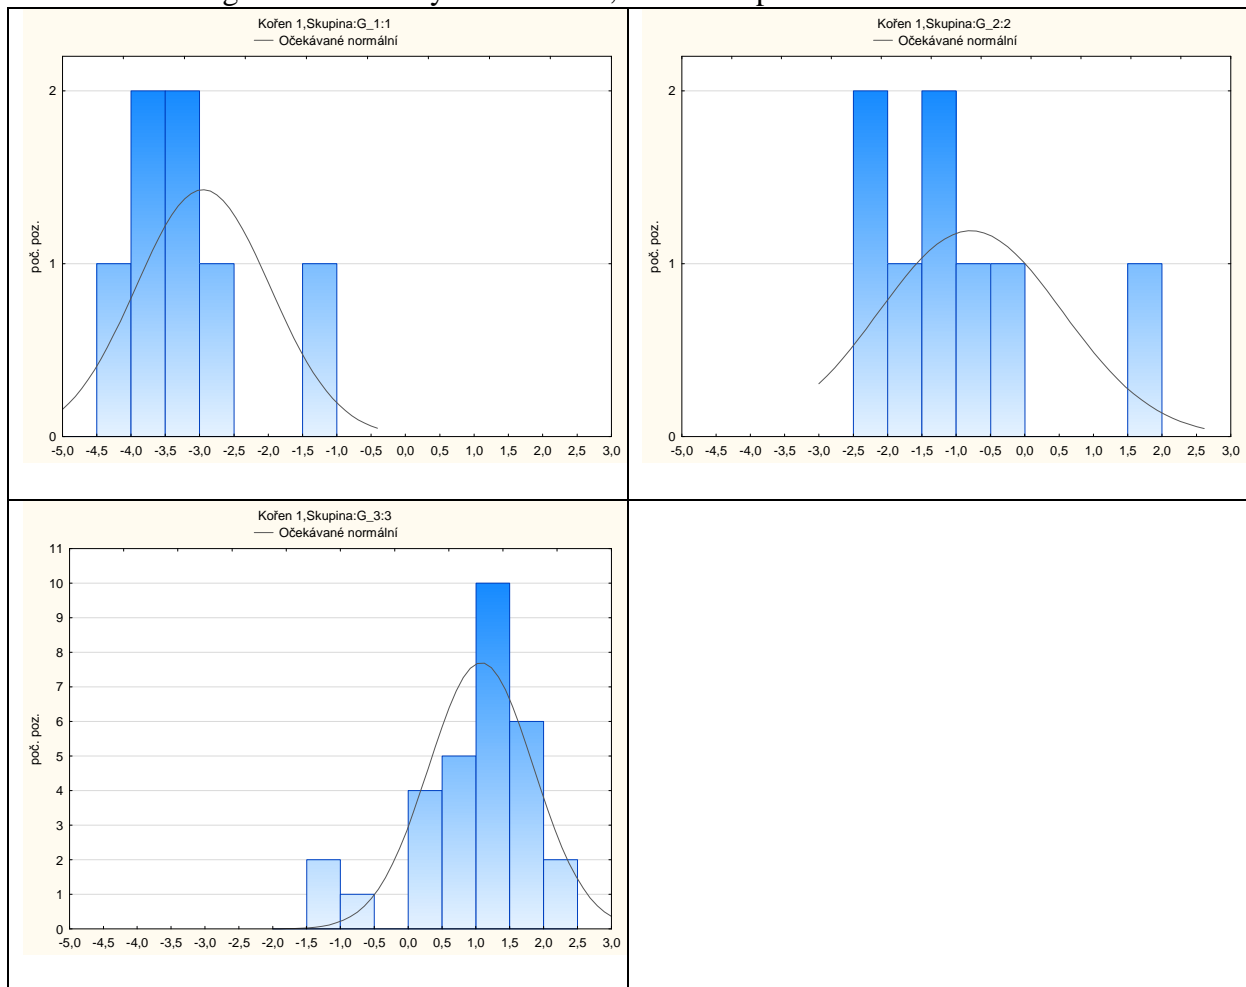 Kořen 1,Skupina:G_1:1
Očekávané normální
2
1
0
poč. poz.
-5,0 -4,5 -4,0 -3,5 -3,0 -2,5 -2,0 -1,5 -1,0 -0,5 0,0 0,5 1,0 1,5 2,0 2,5 3,0
Kořen 1,Skupina:G_2:2
Očekávané normální
2
1
0
poč. poz.
-5,0 -4,5 -4,0 -3,5 -3,0 -2,5 -2,0 -1,5 -1,0 -0,5 0,0 0,5 1,0 1,5 2,0 2,5 3,0
Kořen 1,Skupina:G_3:3
Očekávané normální
11
10
9
8
7
6
5
4
3
2
1
0
poč. poz.
-5,0 -4,5 -4,0 -3,5 -3,0 -2,5 -2,0 -1,5 -1,0 -0,5 0,0 0,5 1,0 1,5 2,0 2,5 3,0